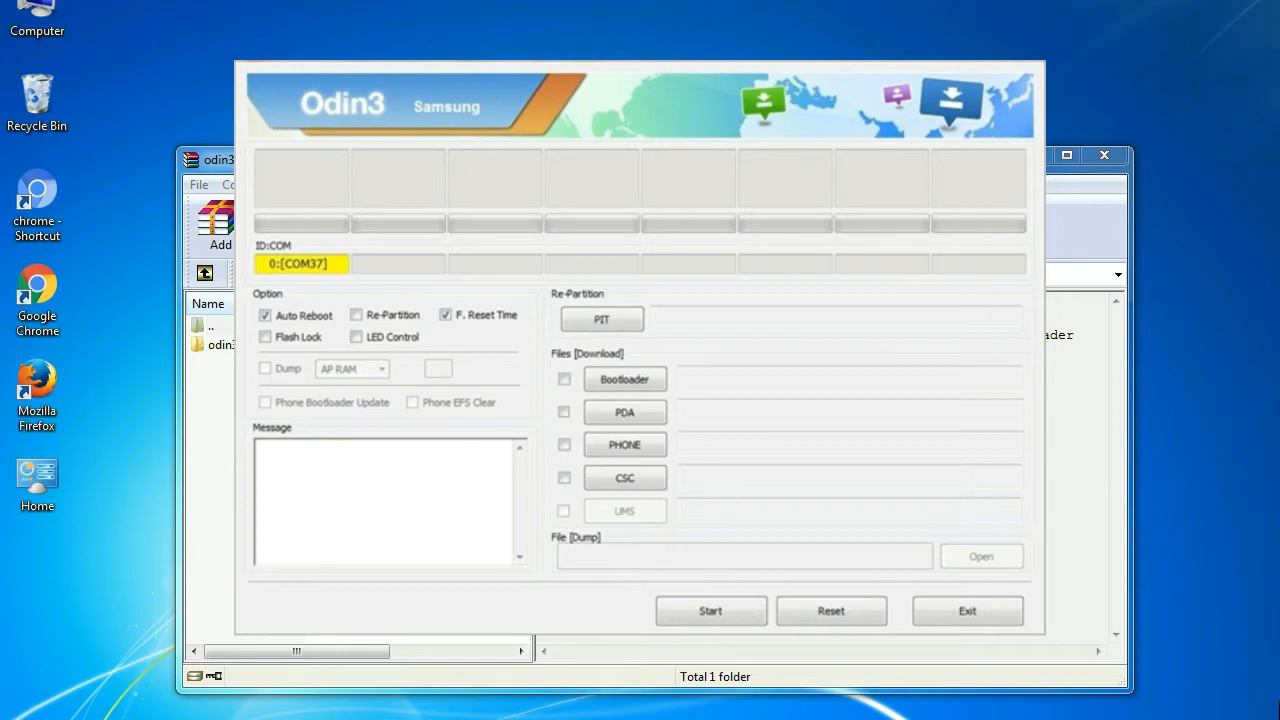 Computer
Recycle Bin
chrome -
Shortcut
Google
Chrome
Mozilla
Firefox
Home
odin3
File
Add
Name
..
odin3
Odin3 Samsung
ID:COM
0:[COM37]
Option
Auto Reboot Re-Partition F. Reset Time
Flash Lock LED Control
Dump AP RAM
Phone Bootloader Update Phone EFS Clear
Message
Re-Partition
PIT
Files [Download]
Bootloader
PDA
PHONE
CSC
UMS
File [Dump]
Open
Start Reset Exit
Total 1 folder